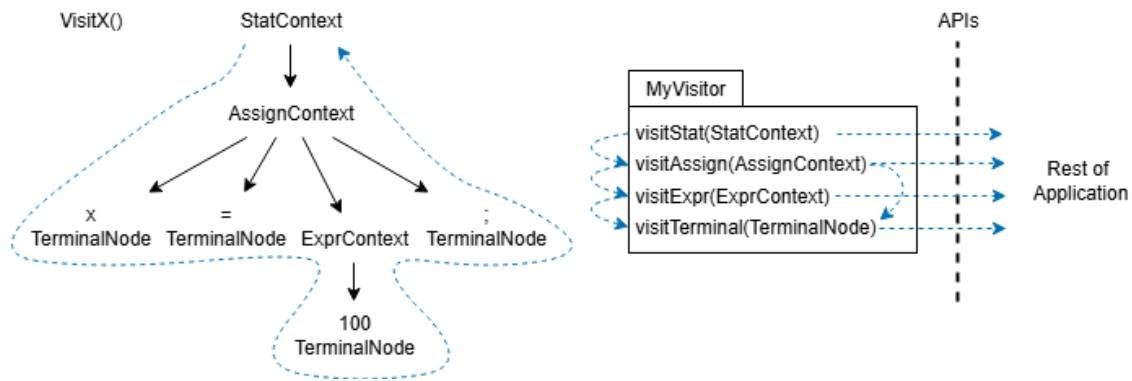 VisitX()
StatContext
APIs
AssignContext
MyVisitor
visitStat(StatContext)
visitAssign(AssignContext)
visitExpr(ExprContext)
visitTerminal(TerminalNode)
Rest of
Application
x
TerminalNode
=
TerminalNode
ExprContext
;
TerminalNode
100
TerminalNode